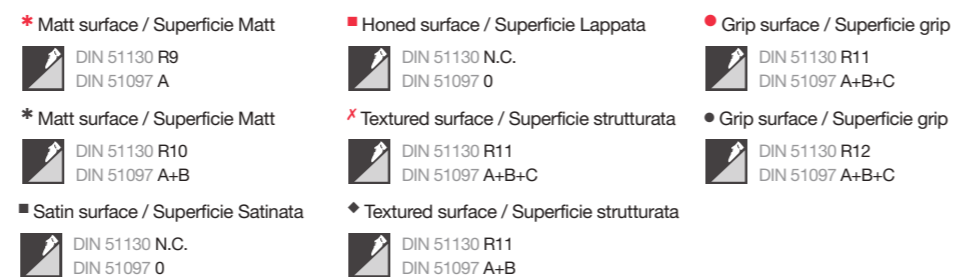 * Matt surface / Superficie Matt
DIN 51130 R9
DIN 51097 A
* Matt surface / Superficie Matt
DIN 51130 R10
DIN 51097 A+B
■ Satin surface / Superficie Satinata
DIN 51130 N.C.
DIN 51097 0
■ Honed surface / Superficie Lappata
DIN 51130 N.C.
DIN 51097 0
✗ Textured surface / Superficie strutturata
DIN 51130 R11
DIN 51097 A+B+C
◆ Textured surface / Superficie strutturata
DIN 51130 R11
DIN 51097 A+B
● Grip surface / Superficie grip
DIN 51130 R11
DIN 51097 A+B+C
● Grip surface / Superficie grip
DIN 51130 R12
DIN 51097 A+B+C